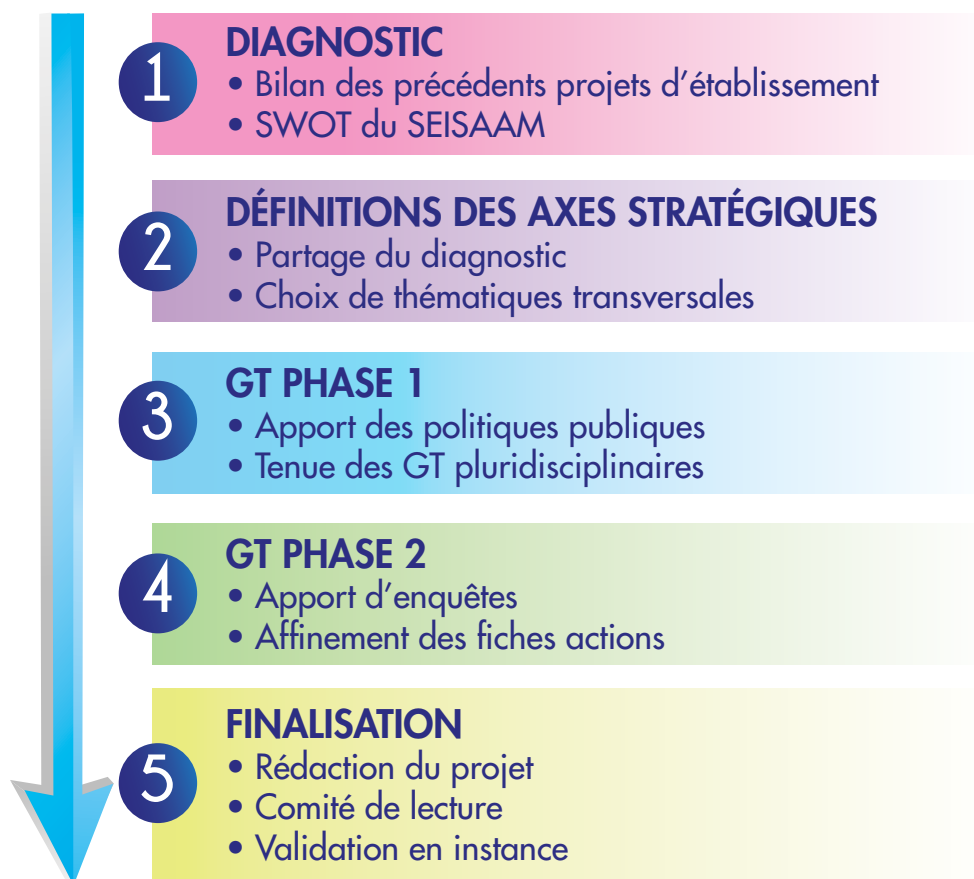 1
DIAGNOSTIC
• Bilan des précédents projets d’établissement
• SWOT du SEISAAM
2
DÉFINITIONS DES AXES STRATÉGIQUES
• Partage du diagnostic
• Choix de thématiques transversales
3
GT PHASE 1
• Apport des politiques publiques
• Tenue des GT pluridisciplinaires
4
GT PHASE 2
• Apport d’enquêtes
• Affinement des fiches actions
5
FINALISATION
• Rédaction du projet
• Comité de lecture
• Validation en instance